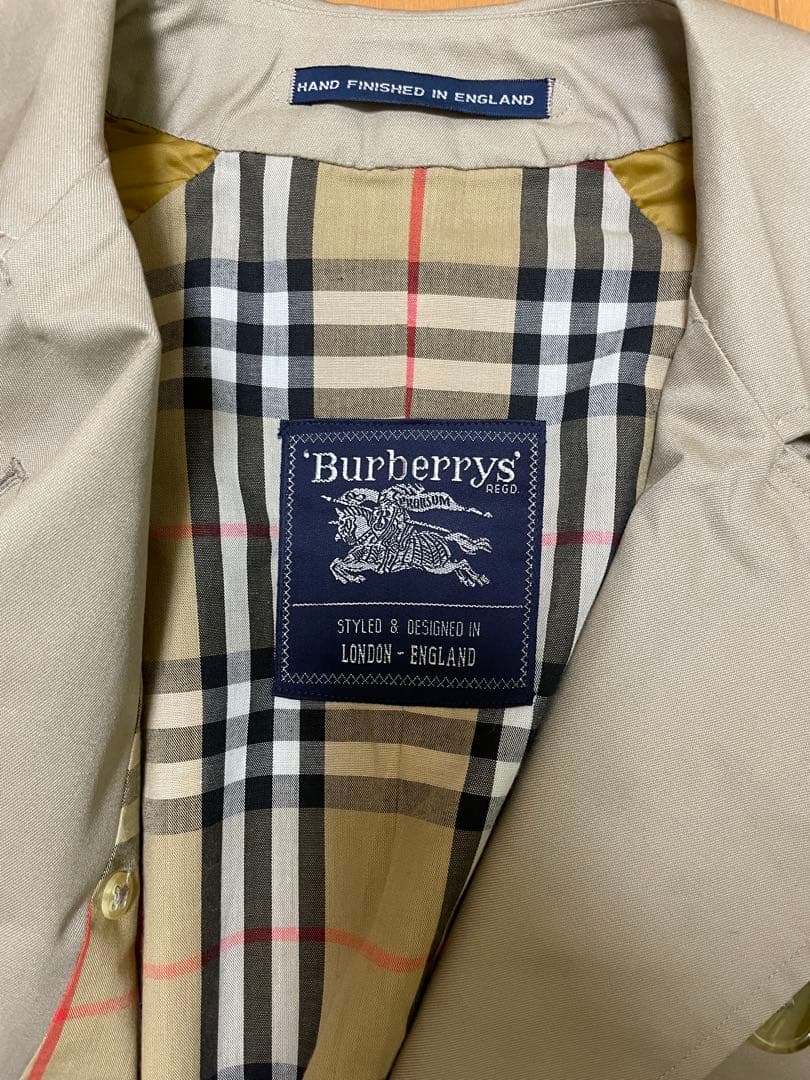 HAND FINISHED IN ENGLAND
'Burberrys'
REGD.
PRORSUM
STYLED & DESIGNED IN
LONDON - ENGLAND